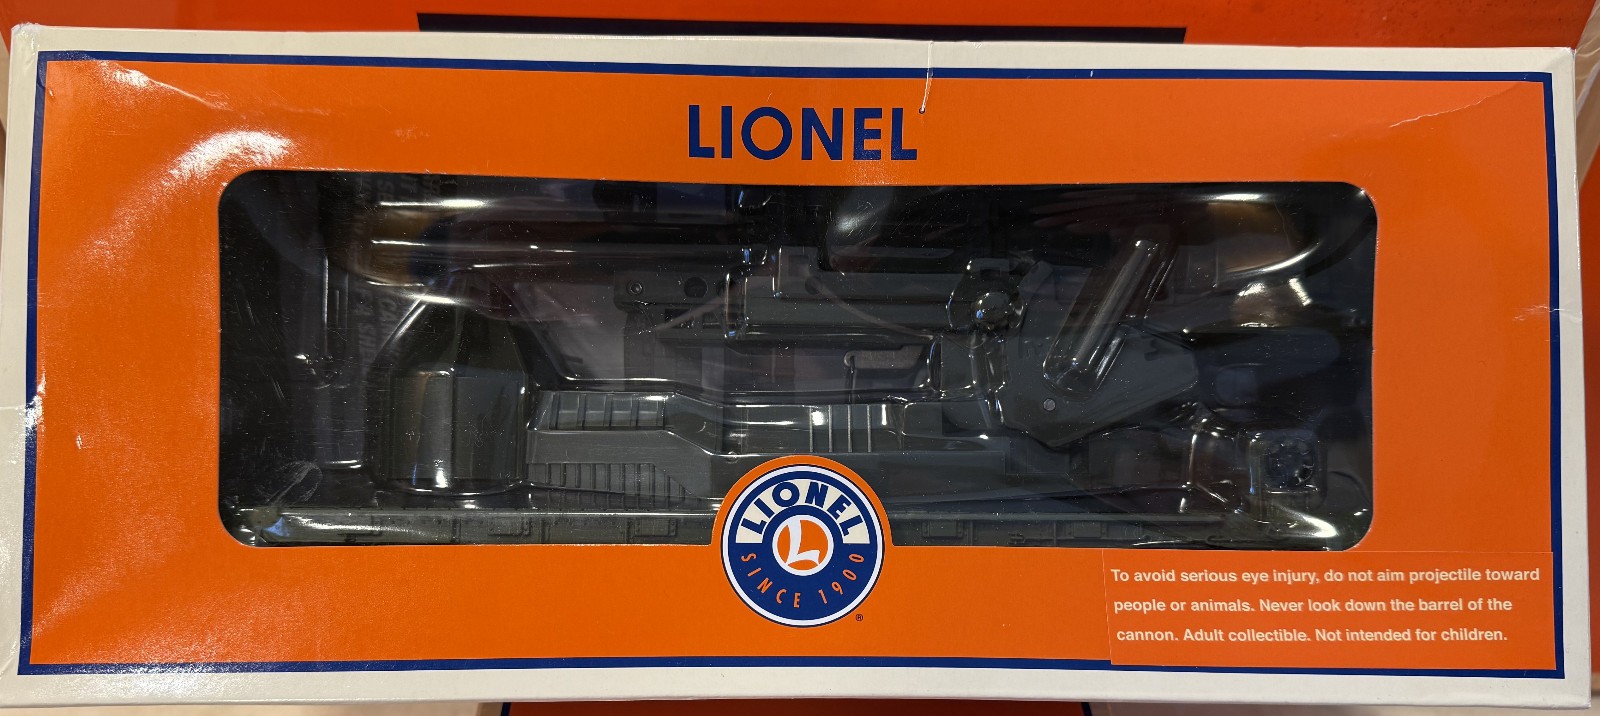 LIONEL
LIONEL
L
SINCE 1900
®
To avoid serious eye injury, do not aim projectile toward
people or animals. Never look down the barrel of the
cannon. Adult collectible. Not intended for children.